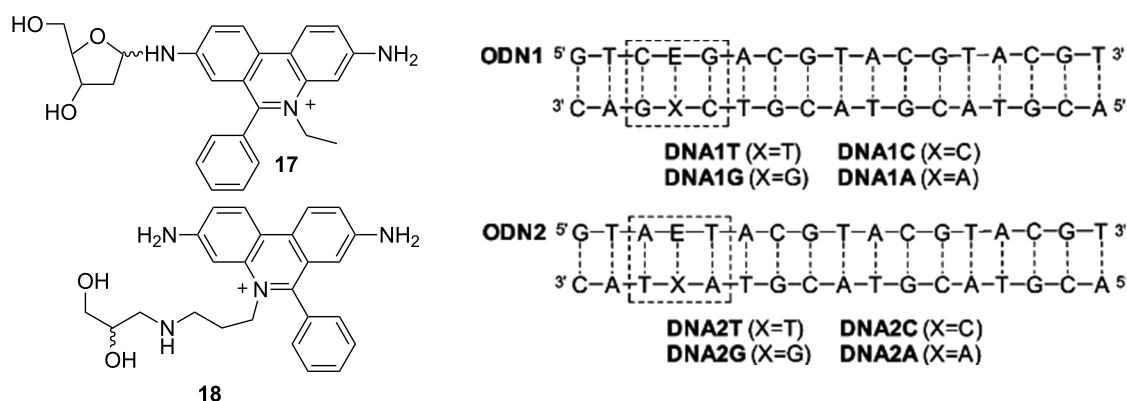 HO
O
HN
NH2
HO
N
+
17
H2N
NH2
+
N
OH
N
H
OH
18
ODN1 5' G-T-C-E-G-A-C-G-T-A-C-G-T-A-C-G-T 3'
3' C-A-G-X-C-T-G-C-A-T-G-C-A-T-G-C-A 5'
DNA1T (X=T) DNA1C (X=C)
DNA1G (X=G) DNA1A (X=A)
ODN2 5' G-T-A-E-T-A-C-G-T-A-C-G-T-A-C-G-T 3'
3' C-A-T-X-A-T-G-C-A-T-G-C-A-T-G-C-A 5'
DNA2T (X=T) DNA2C (X=C)
DNA2G (X=G) DNA2A (X=A)